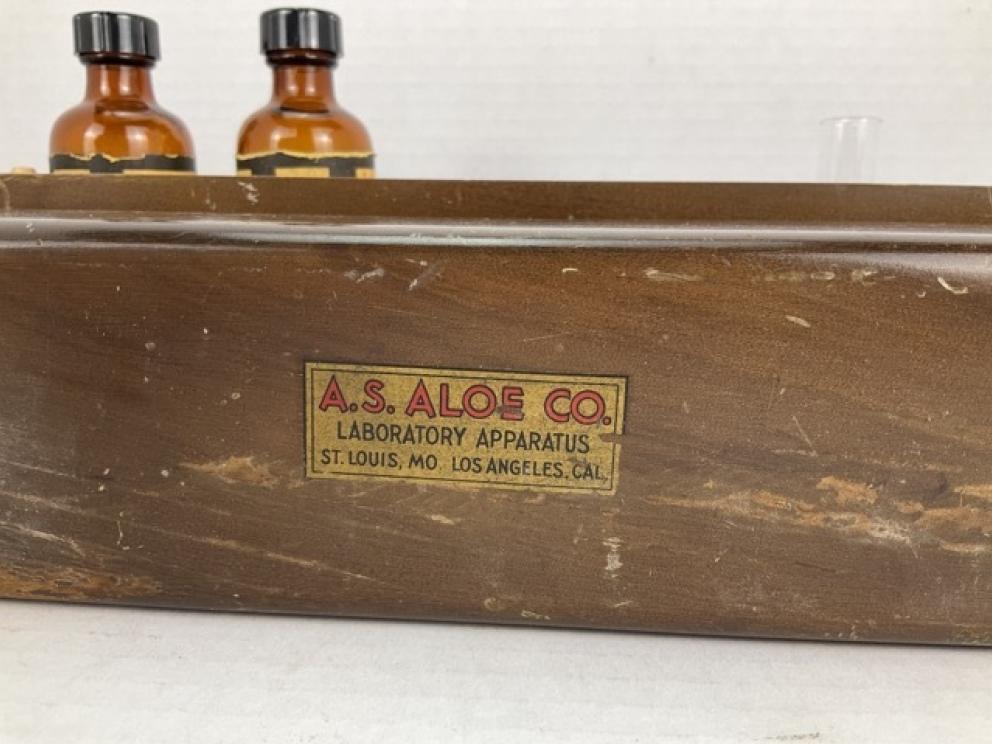 A.S. ALOE CO.
LABORATORY APPARATUS
ST. LOUIS, MO LOS ANGELES, CAL.